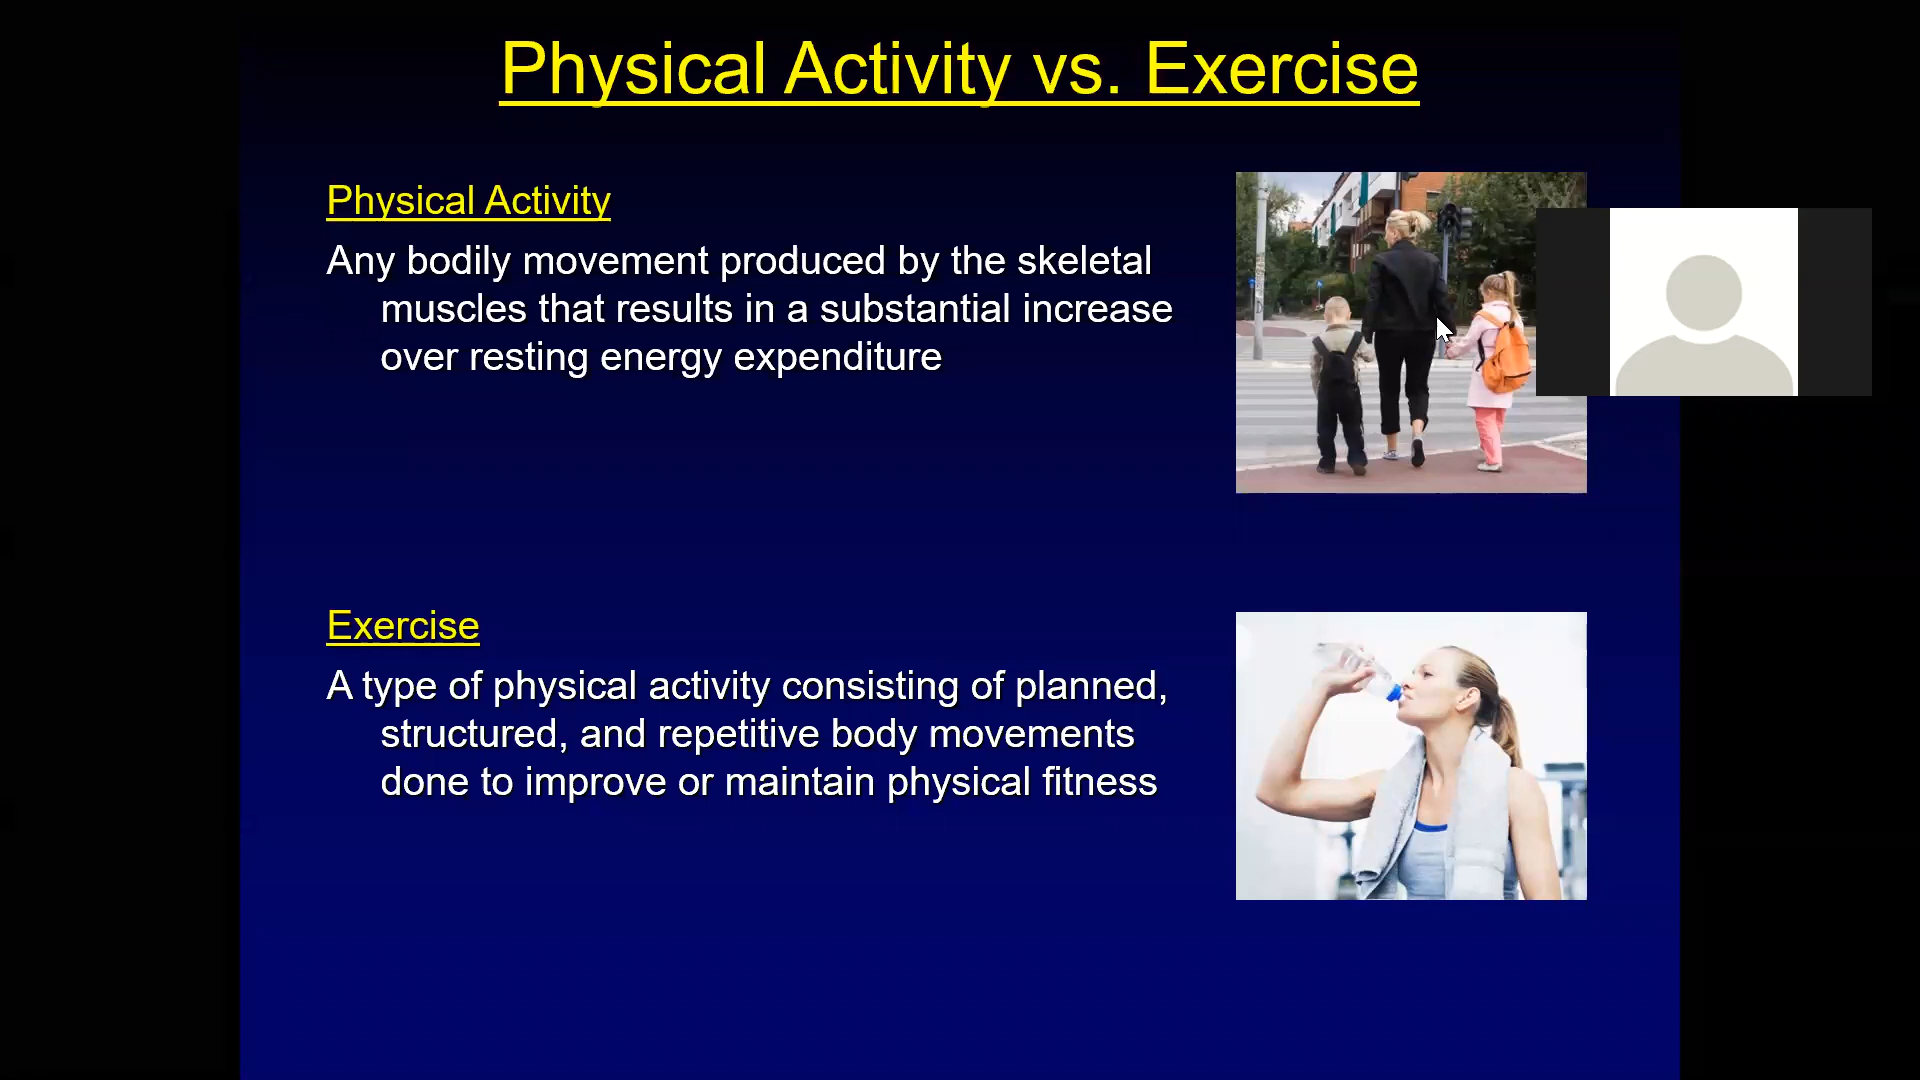 Physical Activity vs. Exercise
Physical Activity
Any bodily movement produced by the skeletal
muscles that results in a substantial increase
over resting energy expenditure
Exercise
A type of physical activity consisting of planned,
structured, and repetitive body movements
done to improve or maintain physical fitness